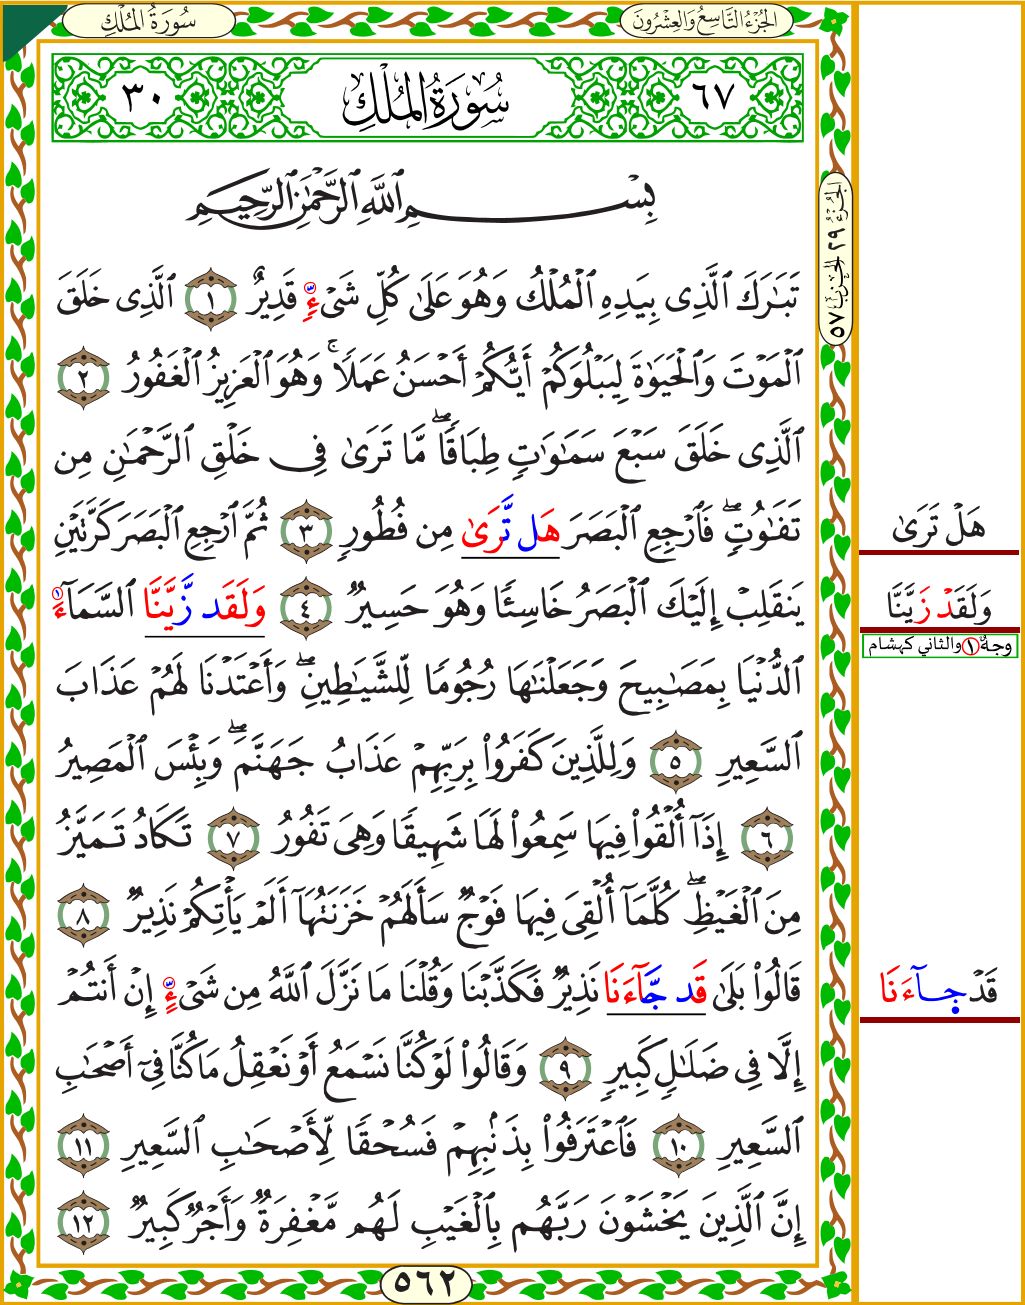 سُورَةُ المُلْكِ
الجُزْءُ التَّاسِعُ وَالعِشْرُونَ
٣٠
سُورَةُ المُلْكِ
٦٧
بِسْمِ ٱللَّهِ ٱلرَّحْمَٰنِ ٱلرَّحِيمِ
الجُزْءُ ٢٩ الحِزْبُ ٥٧
تَبَٰرَكَ ٱلَّذِى بِيَدِهِ ٱلْمُلْكُ وَهُوَ عَلَىٰ كُلِّ شَىْءٍ قَدِيرٌ ١ ٱلَّذِى خَلَقَ
ٱلْمَوْتَ وَٱلْحَيَوٰةَ لِيَبْلُوَكُمْ أَيُّكُمْ أَحْسَنُ عَمَلًا ۚ وَهُوَ ٱلْعَزِيزُ ٱلْغَفُورُ ٢
ٱلَّذِى خَلَقَ سَبْعَ سَمَٰوَٰتٍ طِبَاقًا ۖ مَّا تَرَىٰ فِى خَلْقِ ٱلرَّحْمَٰنِ مِن
تَفَٰوُتٍ ۖ فَٱرْجِعِ ٱلْبَصَرَ هَل تَّرَىٰ مِن فُطُورٍ ٣ ثُمَّ ٱرْجِعِ ٱلْبَصَرَ كَرَّتَيْنِ
هَلْ تَرَىٰ
يَنقَلِبْ إِلَيْكَ ٱلْبَصَرُ خَاسِئًا وَهُوَ حَسِيرٌ ٤ وَلَقَد زَّيَّنَّا ٱلسَّمَآءَ ١
وَلَقَدْ زَيَّنَّا
وجهٌ ١ والثاني كهشام
ٱلدُّنْيَا بِمَصَٰبِيحَ وَجَعَلْنَٰهَا رُجُومًا لِّلشَّيَٰطِينِ ۖ وَأَعْتَدْنَا لَهُمْ عَذَابَ
ٱلسَّعِيرِ ٥ وَلِلَّذِينَ كَفَرُوا۟ بِرَبِّهِمْ عَذَابُ جَهَنَّمَ ۖ وَبِئْسَ ٱلْمَصِيرُ
٦ إِذَآ أُلْقُوا۟ فِيهَا سَمِعُوا۟ لَهَا شَهِيقًا وَهِىَ تَفُورُ ٧ تَكَادُ تَمَيَّزُ
مِنَ ٱلْغَيْظِ ۖ كُلَّمَآ أُلْقِىَ فِيهَا فَوْجٌ سَأَلَهُمْ خَزَنَتُهَآ أَلَمْ يَأْتِكُمْ نَذِيرٌ ٨
قَالُوا۟ بَلَىٰ قَد جَّآءَنَا نَذِيرٌ فَكَذَّبْنَا وَقُلْنَا مَا نَزَّلَ ٱللَّهُ مِن شَىْءٍ إِنْ أَنتُمْ
قَدْ جَآءَنَا
إِلَّا فِى ضَلَٰلٍ كَبِيرٍ ٩ وَقَالُوا۟ لَوْ كُنَّا نَسْمَعُ أَوْ نَعْقِلُ مَا كُنَّا فِىٓ أَصْحَٰبِ
ٱلسَّعِيرِ ١٠ فَٱعْتَرَفُوا۟ بِذَنۢبِهِمْ فَسُحْقًا لِّأَصْحَٰبِ ٱلسَّعِيرِ ١١
إِنَّ ٱلَّذِينَ يَخْشَوْنَ رَبَّهُم بِٱلْغَيْبِ لَهُم مَّغْفِرَةٌ وَأَجْرٌ كَبِيرٌ ١٢
٥٦٢